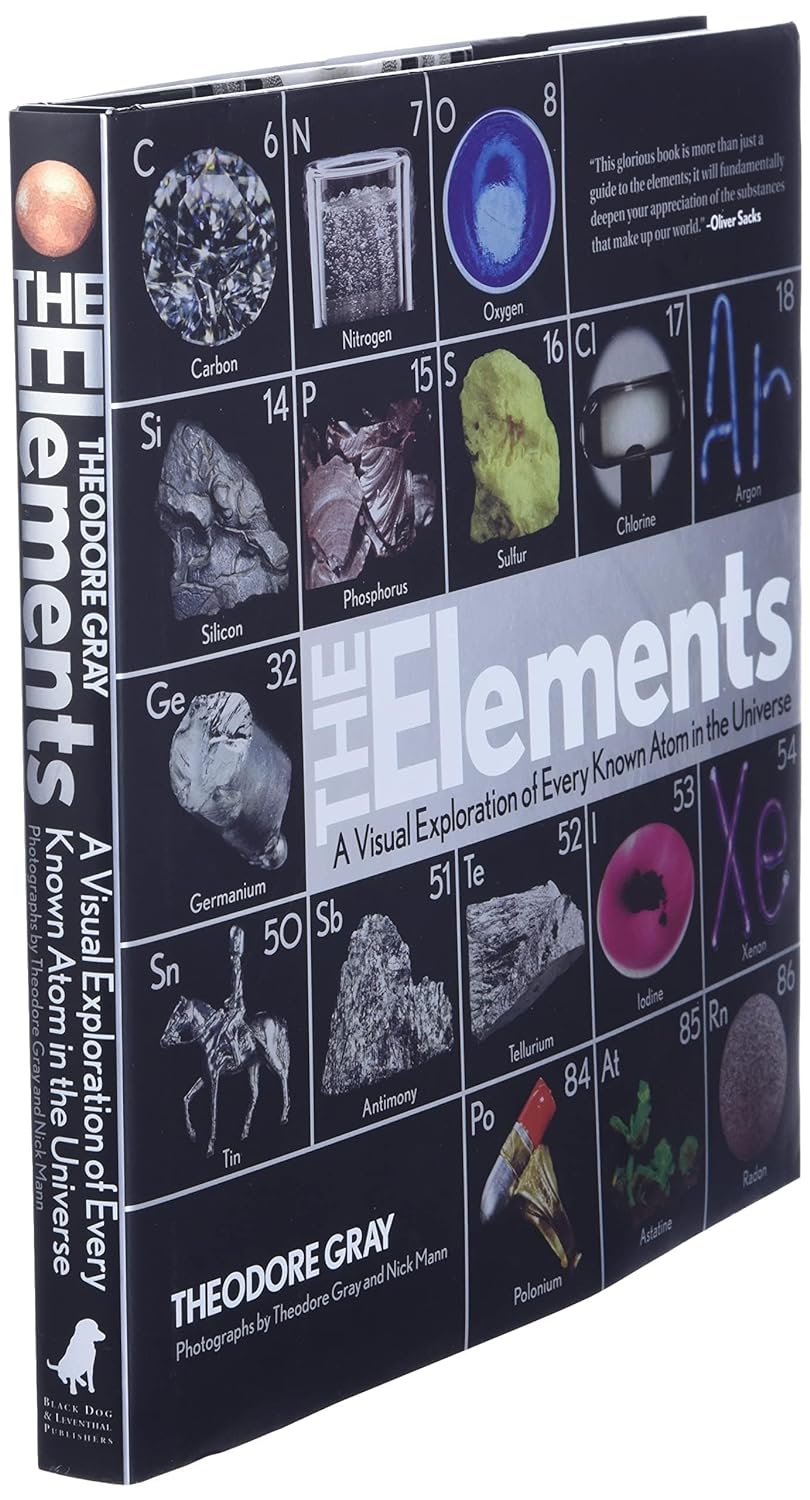 THE Elements
THEODORE GRAY
A Visual Exploration of Every
Known Atom in the Universe
Photographs by Theodore Gray and Nick Mann
BLACK DOG
& LEVENTHAL
PUBLISHERS
C 6
Carbon
N 7
Nitrogen
O 8
Oxygen
"This glorious book is more than just a
guide to the elements; it will fundamentally
deepen your appreciation of the substances
that make up our world." –Oliver Sacks
Si 14
Silicon
P 15
Phosphorus
S 16
Sulfur
Cl 17
Chlorine
Ar 18
Argon
Ge 32
Germanium
THE Elements
A Visual Exploration of Every Known Atom in the Universe
Sn 50
Tin
Sb 51
Antimony
Te 52
Tellurium
I 53
Iodine
Xe 54
Xenon
Po 84
Polonium
At 85
Astatine
Rn 86
Radon
THEODORE GRAY
Photographs by Theodore Gray and Nick Mann